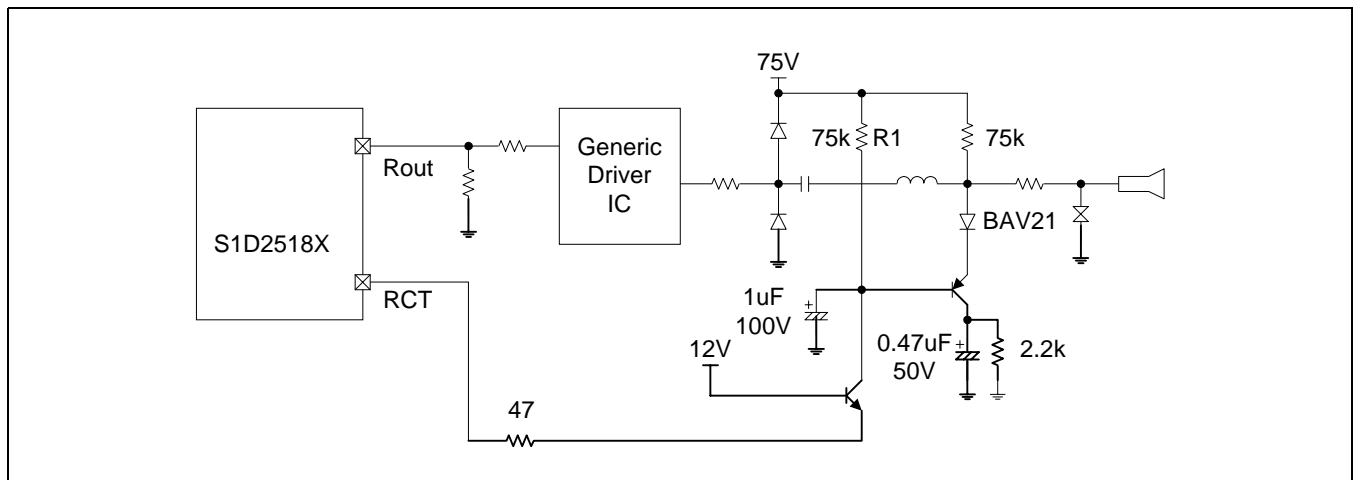 75V
75k R1
75k
Rout
Generic
Driver
IC
BAV21
S1D2518X
RCT
1uF
100V
0.47uF
50V
2.2k
12V
47
+
+